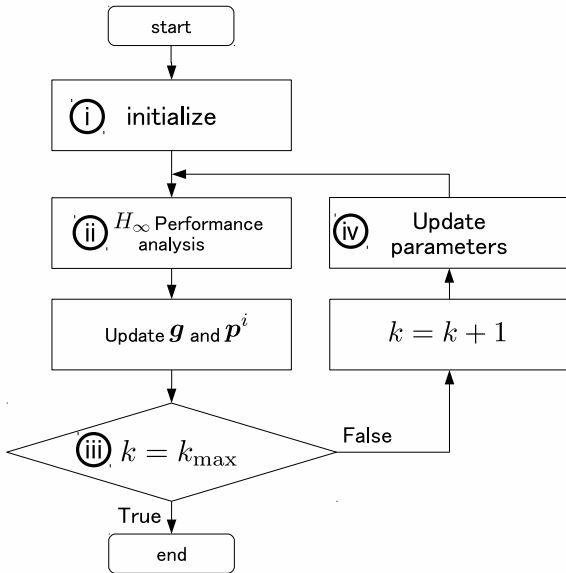 start
i initialize
ii H∞ Performance
analysis
iv Update
parameters
Update g and p^i
k = k + 1
iii k = k_max
False
True
end